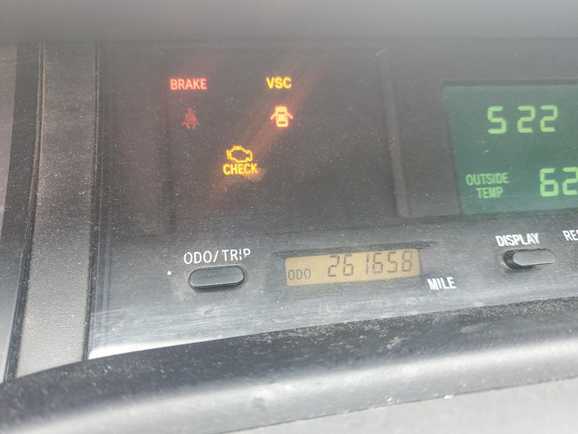 BRAKE
VSC
CHECK
5 22
OUTSIDE
TEMP
62
ODO/TRIP
ODO 261658
MILE
DISPLAY